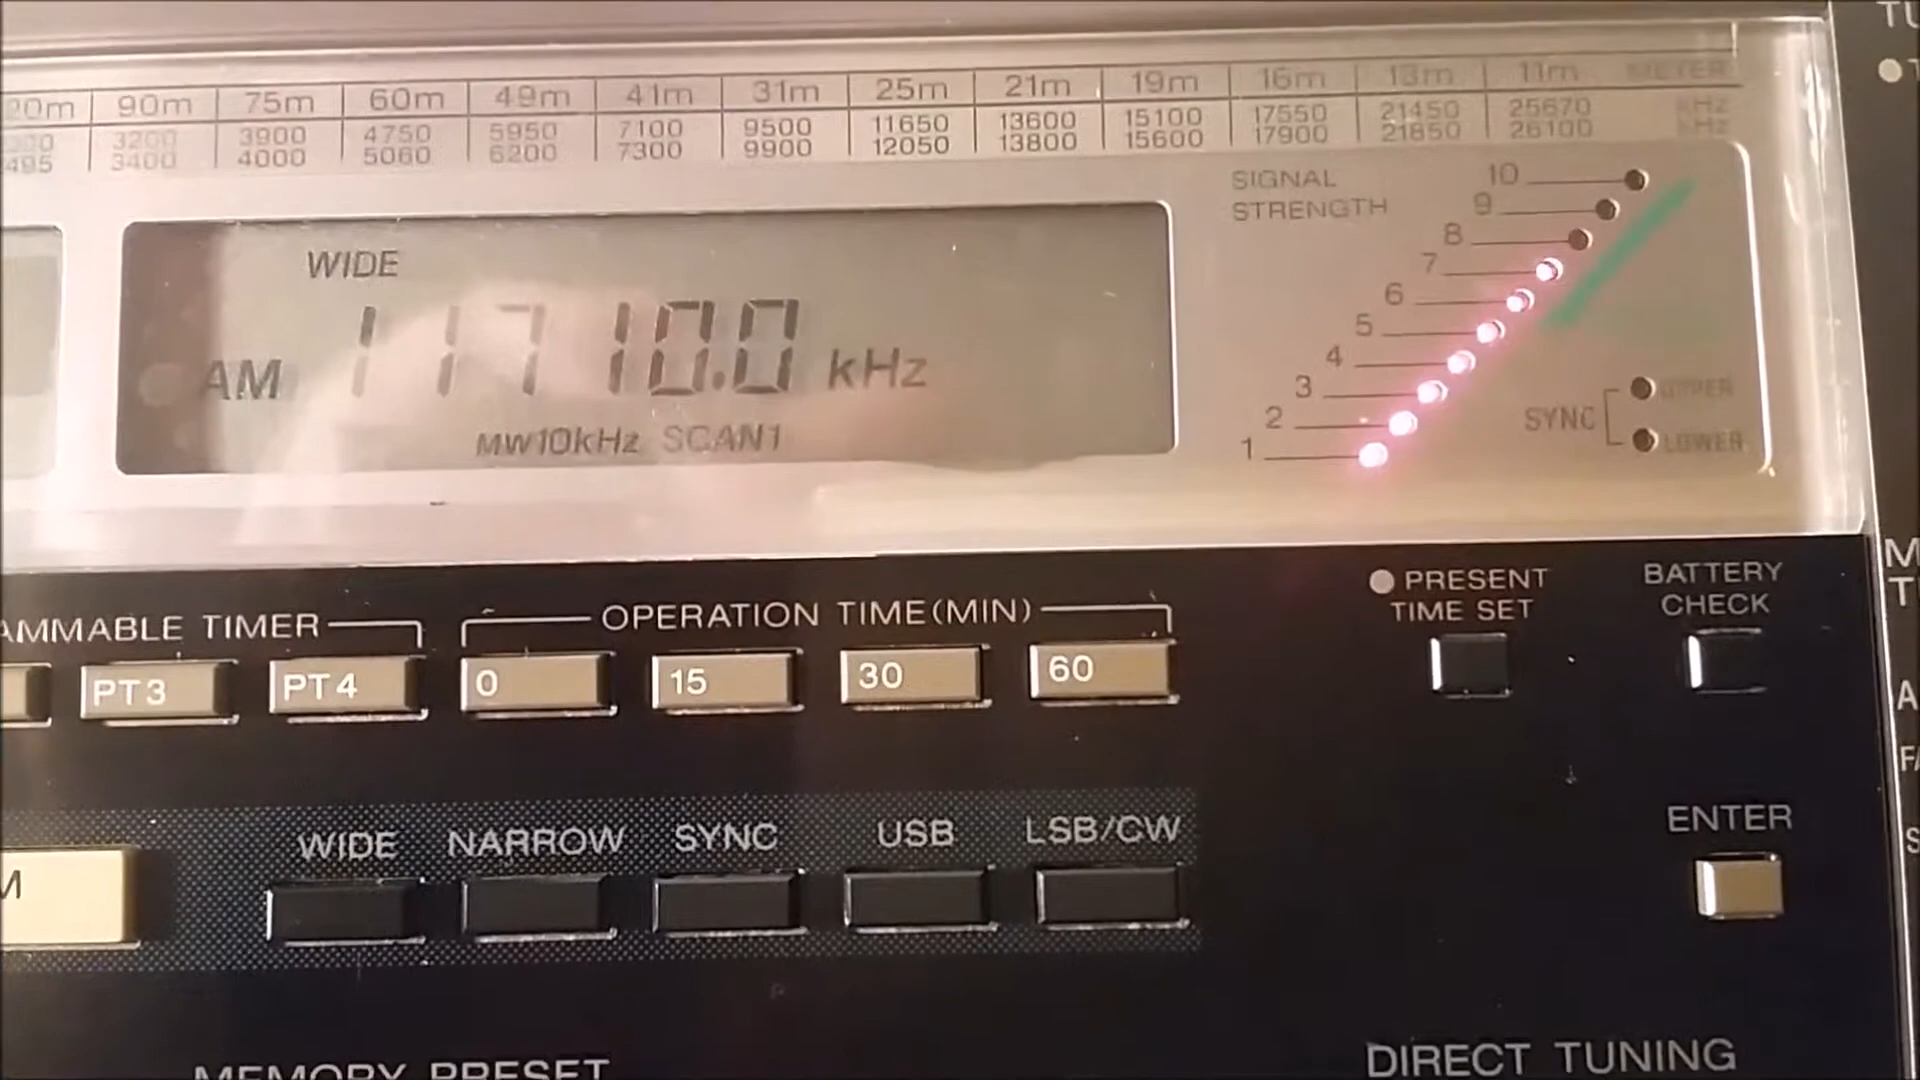 20m 90m 75m 60m 49m 41m 31m 25m 21m 19m 16m 13m 11m METER
3200 3900 4750 5950 7100 9500 11650 13600 15100 17550 21450 25670 kHz
495 3400 4000 5060 6200 7300 9900 12050 13800 15600 17900 21850 26100 kHz
SIGNAL
STRENGTH
10
9
8
7
6
5
4
3
2
1
SYNC
UPPER
LOWER
WIDE
AM 11710.0 kHz
MW10kHz SCAN1
AMMABLE TIMER
OPERATION TIME(MIN)
PRESENT
TIME SET
BATTERY
CHECK
PT3 PT4 0 15 30 60
WIDE NARROW SYNC USB LSB/CW
ENTER
MEMORY PRESET
DIRECT TUNING